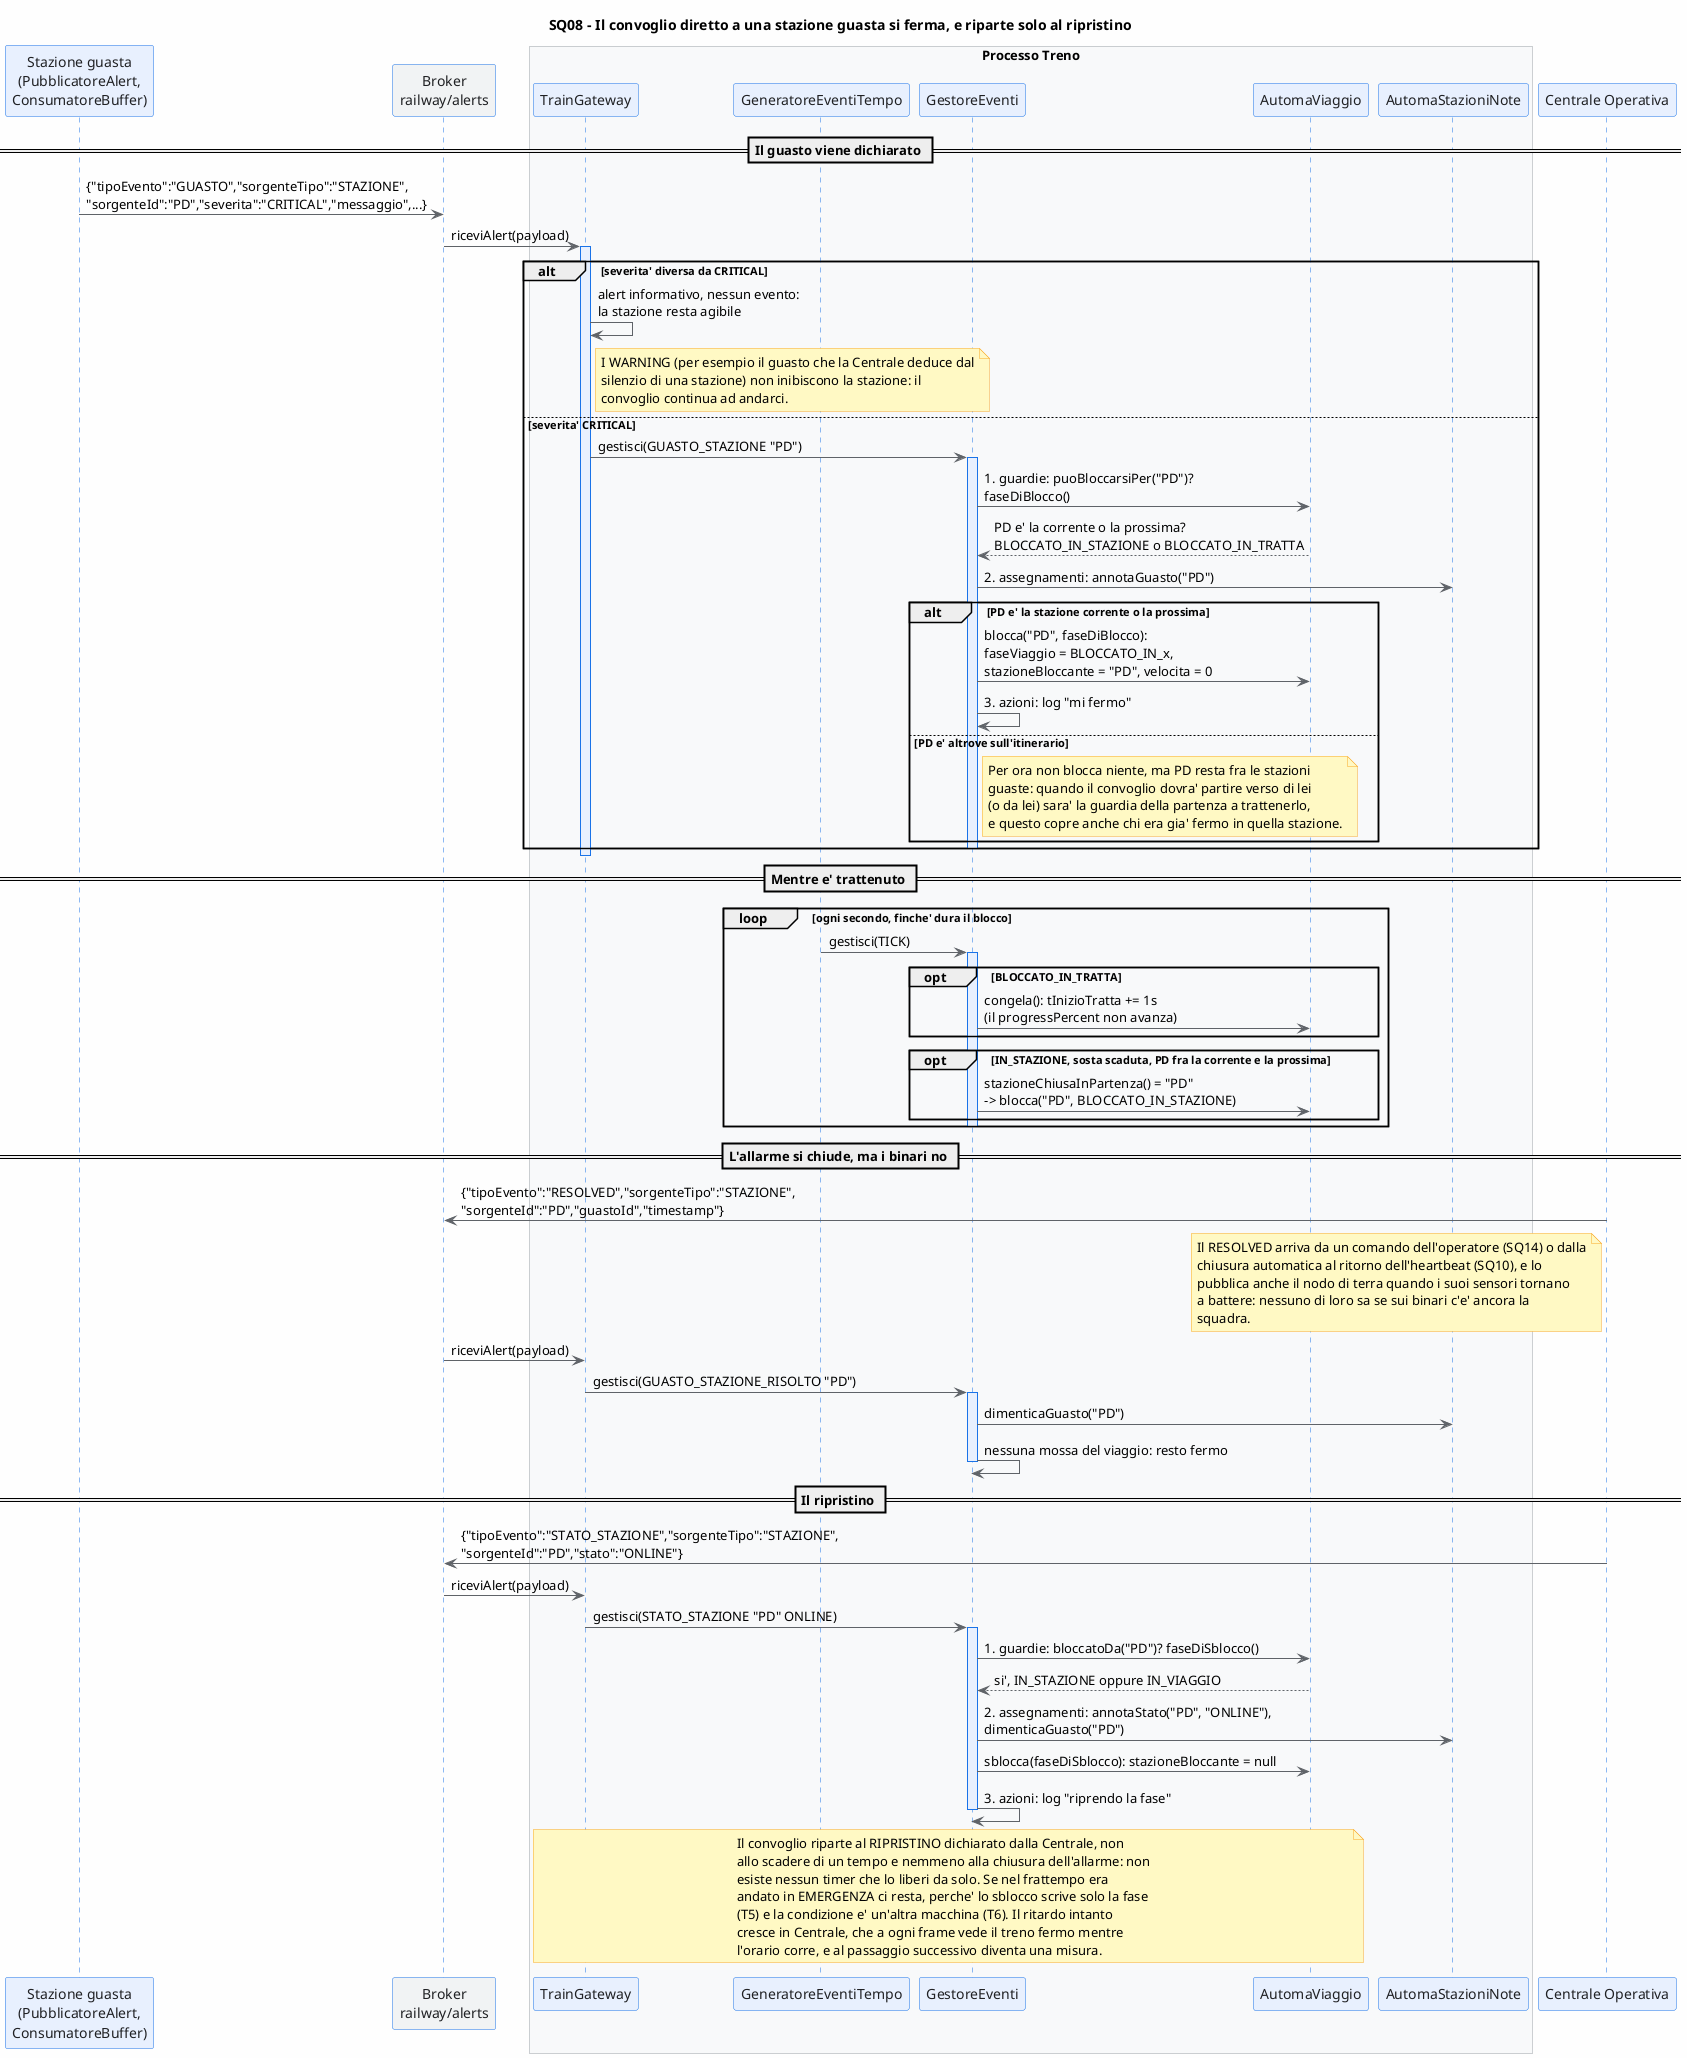 SQ08 - Il convoglio diretto a una stazione guasta si ferma, e riparte solo al ripristino
Processo Treno
Stazione guasta
(PubblicatoreAlert,
ConsumatoreBuffer)
Broker
railway/alerts
TrainGateway
GeneratoreEventiTempo
GestoreEventi
AutomaViaggio
AutomaStazioniNote
Centrale Operativa
Il guasto viene dichiarato
{"tipoEvento":"GUASTO","sorgenteTipo":"STAZIONE",
"sorgenteId":"PD","severita":"CRITICAL","messaggio",...}
riceviAlert(payload)
alt
[severita' diversa da CRITICAL]
alert informativo, nessun evento:
la stazione resta agibile
I WARNING (per esempio il guasto che la Centrale deduce dal
silenzio di una stazione) non inibiscono la stazione: il
convoglio continua ad andarci.
[severita' CRITICAL]
gestisci(GUASTO_STAZIONE "PD")
1. guardie: puoBloccarsiPer("PD")?
faseDiBlocco()
PD e' la corrente o la prossima?
BLOCCATO_IN_STAZIONE o BLOCCATO_IN_TRATTA
2. assegnamenti: annotaGuasto("PD")
alt
[PD e' la stazione corrente o la prossima]
blocca("PD", faseDiBlocco):
faseViaggio = BLOCCATO_IN_x,
stazioneBloccante = "PD", velocita = 0
3. azioni: log "mi fermo"
[PD e' altrove sull'itinerario]
Per ora non blocca niente, ma PD resta fra le stazioni
guaste: quando il convoglio dovra' partire verso di lei
(o da lei) sara' la guardia della partenza a trattenerlo,
e questo copre anche chi era gia' fermo in quella stazione.
Mentre e' trattenuto
loop
[ogni secondo, finche' dura il blocco]
gestisci(TICK)
opt
[BLOCCATO_IN_TRATTA]
congela(): tInizioTratta += 1s
(il progressPercent non avanza)
opt
[IN_STAZIONE, sosta scaduta, PD fra la corrente e la prossima]
stazioneChiusaInPartenza() = "PD"
-> blocca("PD", BLOCCATO_IN_STAZIONE)
L'allarme si chiude, ma i binari no
{"tipoEvento":"RESOLVED","sorgenteTipo":"STAZIONE",
"sorgenteId":"PD","guastoId","timestamp"}
Il RESOLVED arriva da un comando dell'operatore (SQ14) o dalla
chiusura automatica al ritorno dell'heartbeat (SQ10), e lo
pubblica anche il nodo di terra quando i suoi sensori tornano
a battere: nessuno di loro sa se sui binari c'e' ancora la
squadra.
riceviAlert(payload)
gestisci(GUASTO_STAZIONE_RISOLTO "PD")
dimenticaGuasto("PD")
nessuna mossa del viaggio: resto fermo
Il ripristino
{"tipoEvento":"STATO_STAZIONE","sorgenteTipo":"STAZIONE",
"sorgenteId":"PD","stato":"ONLINE"}
riceviAlert(payload)
gestisci(STATO_STAZIONE "PD" ONLINE)
1. guardie: bloccatoDa("PD")? faseDiSblocco()
si', IN_STAZIONE oppure IN_VIAGGIO
2. assegnamenti: annotaStato("PD", "ONLINE"),
dimenticaGuasto("PD")
sblocca(faseDiSblocco): stazioneBloccante = null
3. azioni: log "riprendo la fase"
Il convoglio riparte al RIPRISTINO dichiarato dalla Centrale, non
allo scadere di un tempo e nemmeno alla chiusura dell'allarme: non
esiste nessun timer che lo liberi da solo. Se nel frattempo era
andato in EMERGENZA ci resta, perche' lo sblocco scrive solo la fase
(T5) e la condizione e' un'altra macchina (T6). Il ritardo intanto
cresce in Centrale, che a ogni frame vede il treno fermo mentre
l'orario corre, e al passaggio successivo diventa una misura.
Stazione guasta
(PubblicatoreAlert,
ConsumatoreBuffer)
Broker
railway/alerts
TrainGateway
GeneratoreEventiTempo
GestoreEventi
AutomaViaggio
AutomaStazioniNote
Centrale Operativa